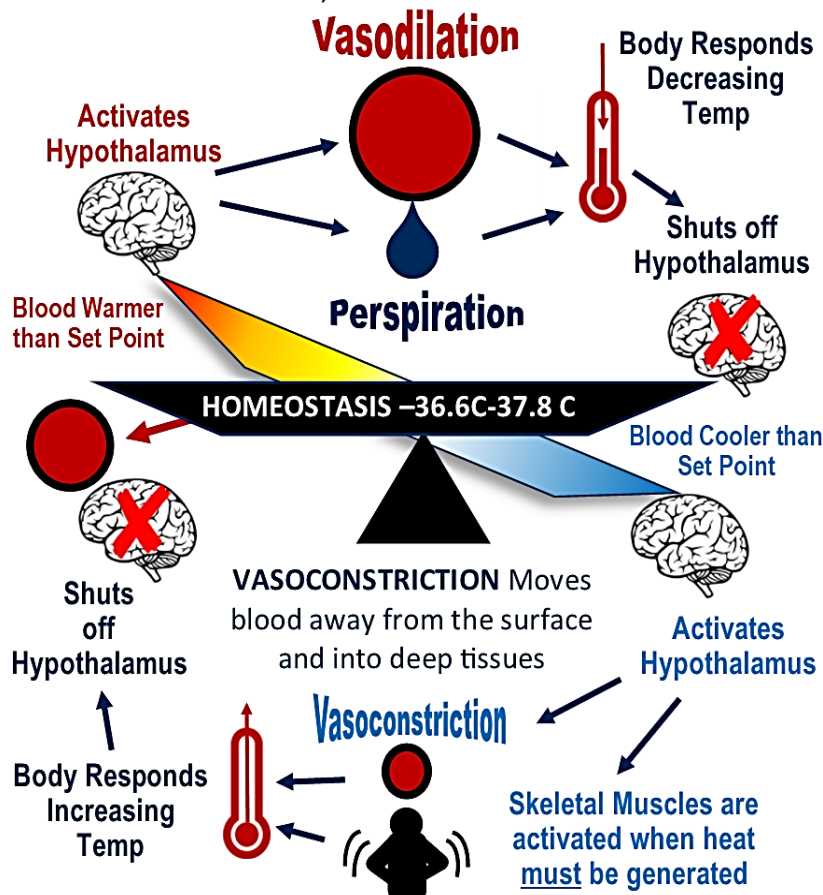 Vasodilation
Body Responds
Decreasing
Temp
Activates
Hypothalamus
Shuts off
Hypothalamus
Perspiration
Blood Warmer
than Set Point
HOMEOSTASIS –36.6C-37.8 C
Blood Cooler than
Set Point
VASOCONSTRICTION Moves
blood away from the surface
and into deep tissues
Shuts
off
Hypothalamus
Activates
Hypothalamus
Vasoconstriction
Body Responds
Increasing
Temp
Skeletal Muscles are
activated when heat
must be generated